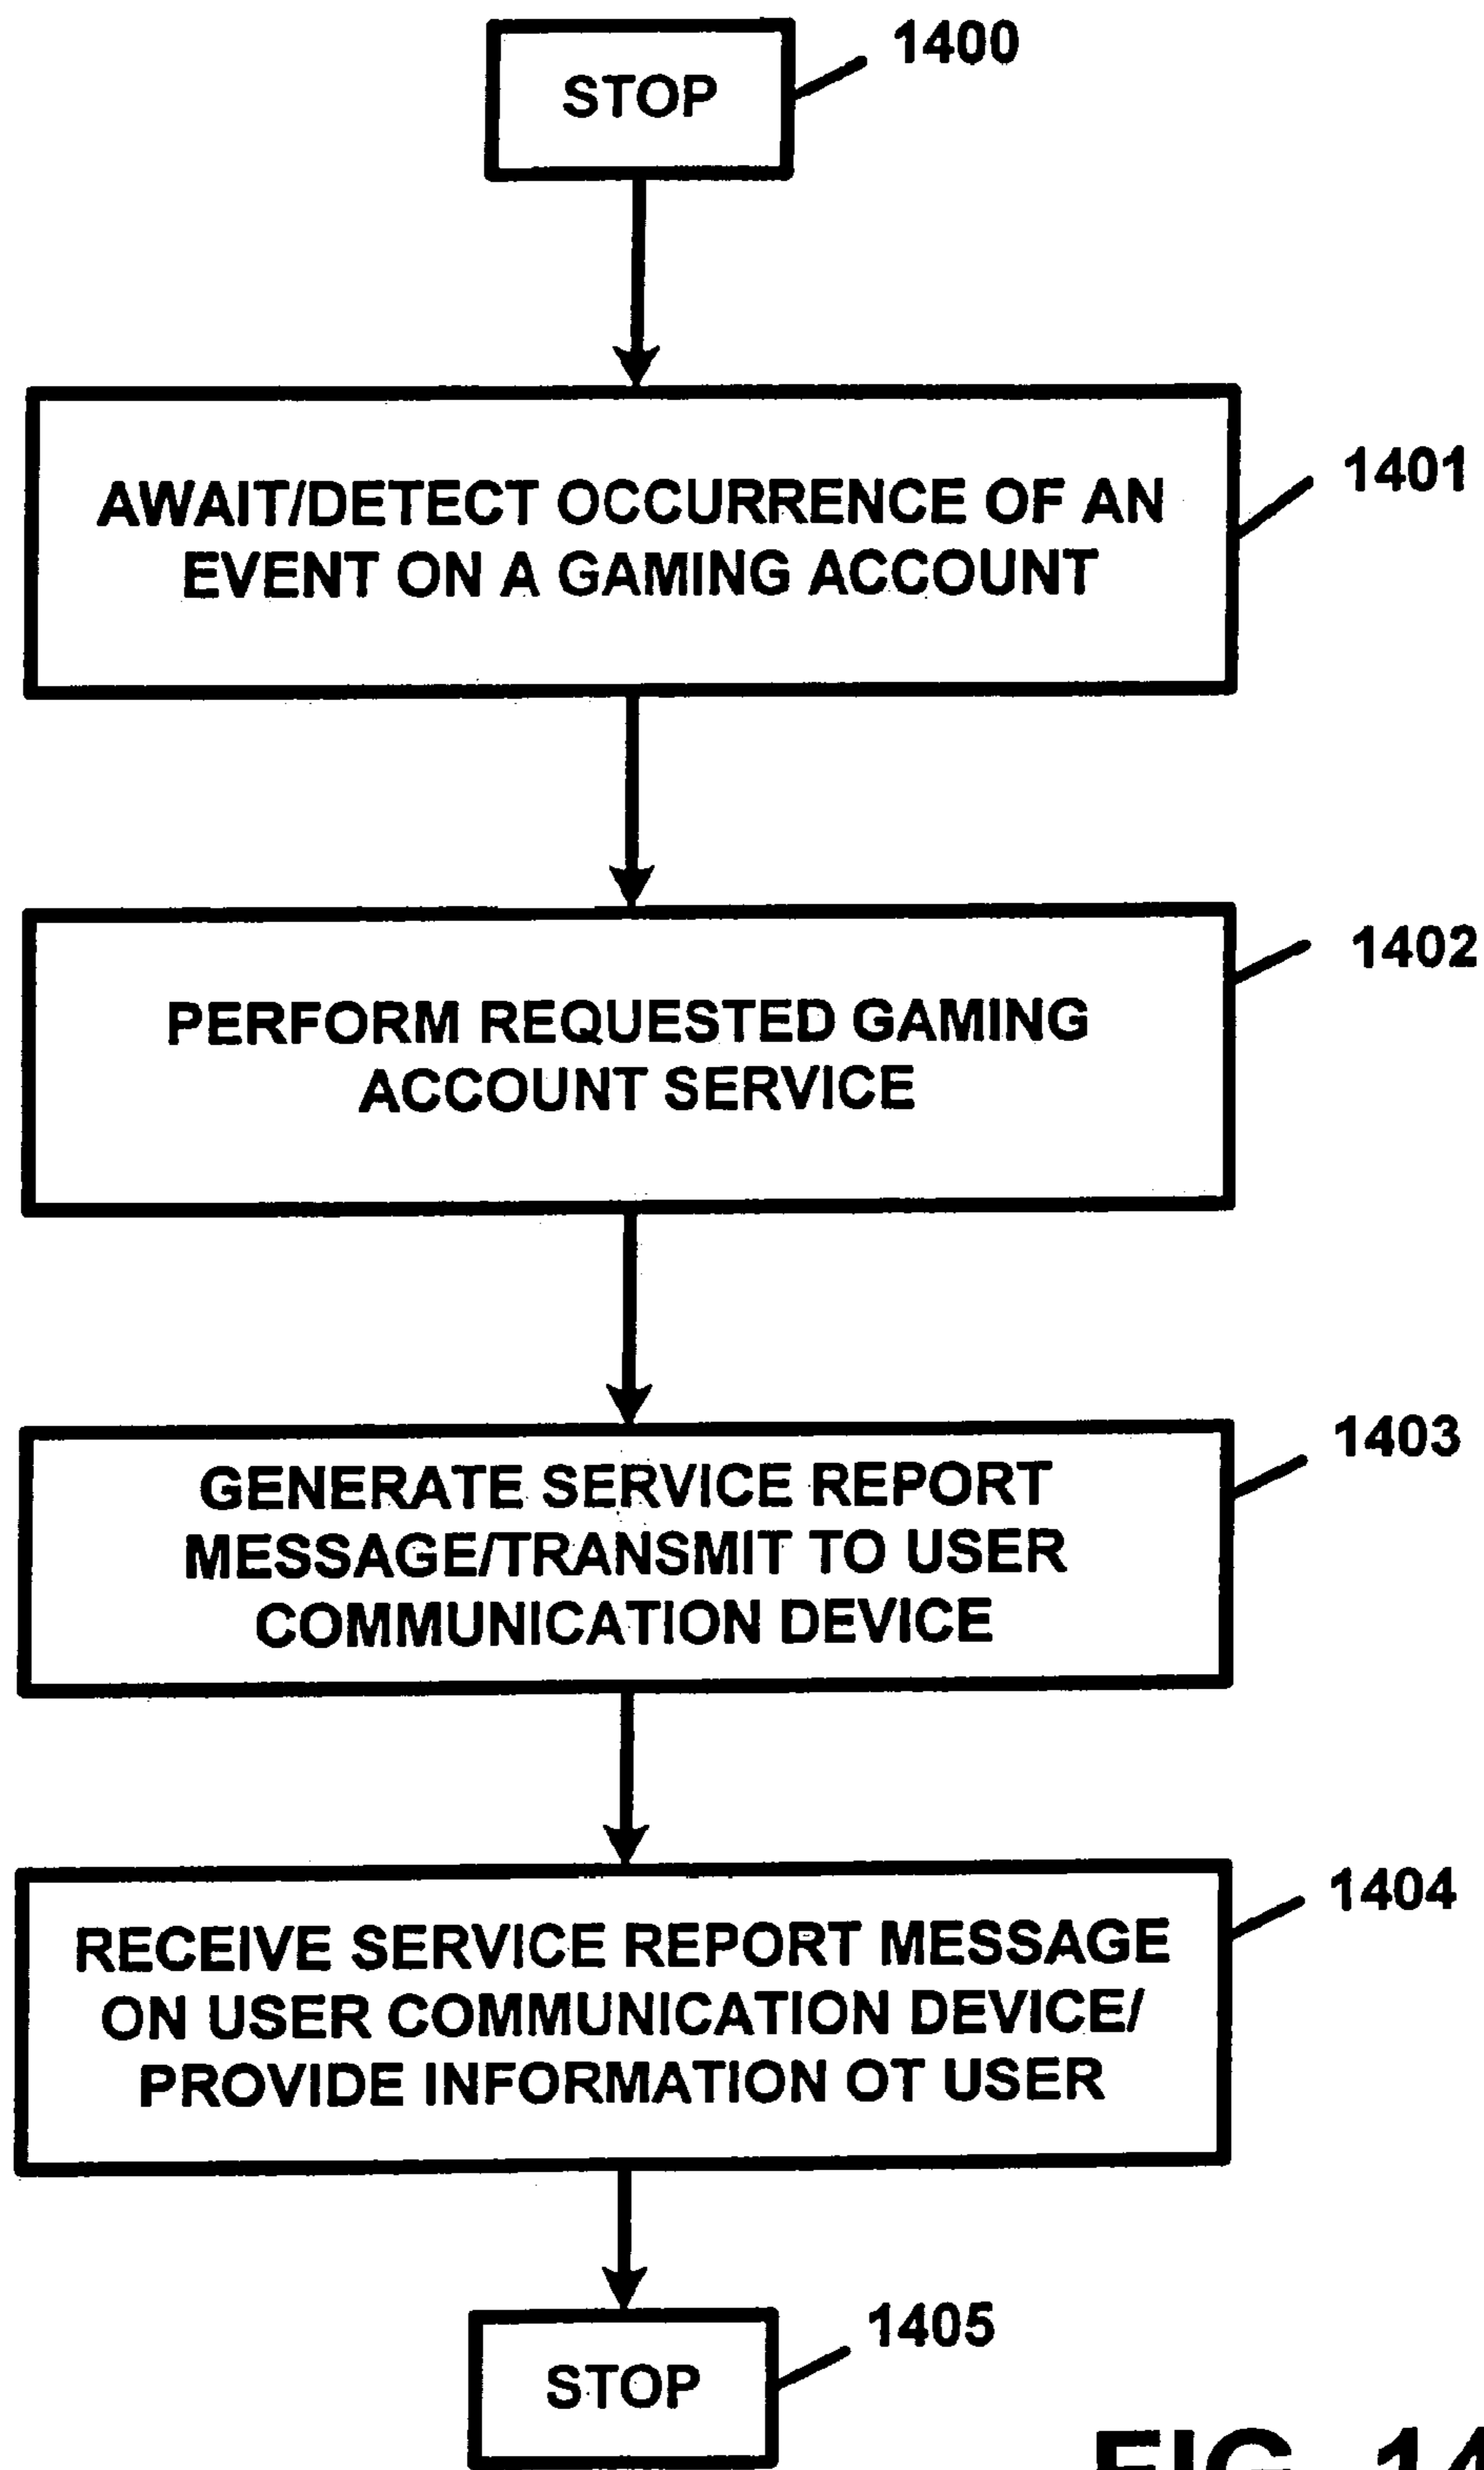 1400
STOP
1401
AWAIT/DETECT OCCURRENCE OF AN
EVENT ON A GAMING ACCOUNT
1402
PERFORM REQUESTED GAMING
ACCOUNT SERVICE
1403
GENERATE SERVICE REPORT
MESSAGE/TRANSMIT TO USER
COMMUNICATION DEVICE
1404
RECEIVE SERVICE REPORT MESSAGE
ON USER COMMUNICATION DEVICE/
PROVIDE INFORMATION OT USER
1405
STOP
FIG. 14